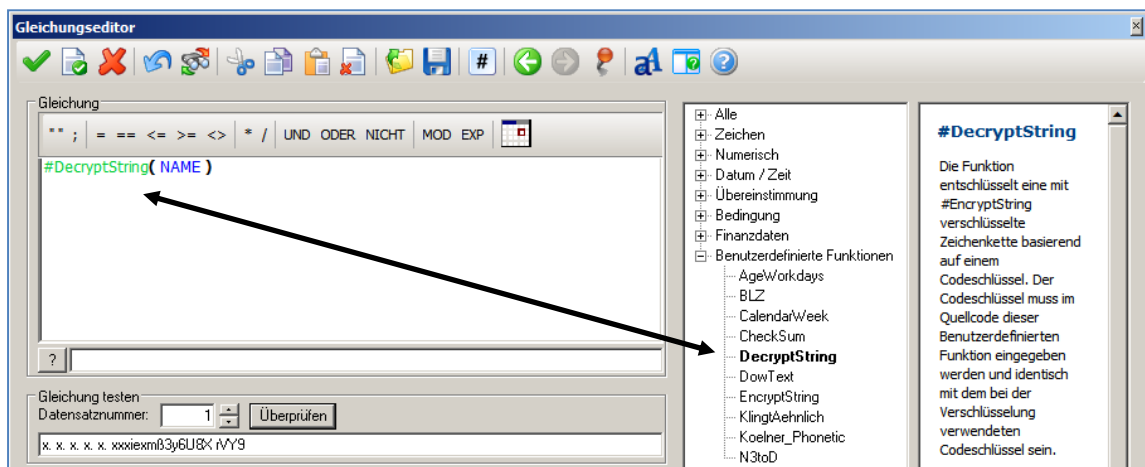 Gleichungseditor
#
aA
?
?
Gleichung
"" ; = == <= >= <> * / UND ODER NICHT MOD EXP
#DecryptString( NAME )
?
Gleichung testen
Datensatznummer: 1 Überprüfen
x. x. x. x. x. xxxiexmß3y6U8X rVY9
Alle
Zeichen
Numerisch
Datum / Zeit
Übereinstimmung
Bedingung
Finanzdaten
Benutzerdefinierte Funktionen
AgeWorkdays
BLZ
CalendarWeek
CheckSum
DecryptString
DowText
EncryptString
KlingtAehnlich
Koelner_Phonetic
N3toD
#DecryptString
Die Funktion
entschlüsselt eine mit
#EncryptString
verschlüsselte
Zeichenkette basierend
auf einem
Codeschlüssel. Der
Codeschlüssel muss im
Quellcode dieser
Benutzerdefinierten
Funktion eingegeben
werden und identisch
mit dem bei der
Verschlüsselung
verwendeten
Codeschlüssel sein.